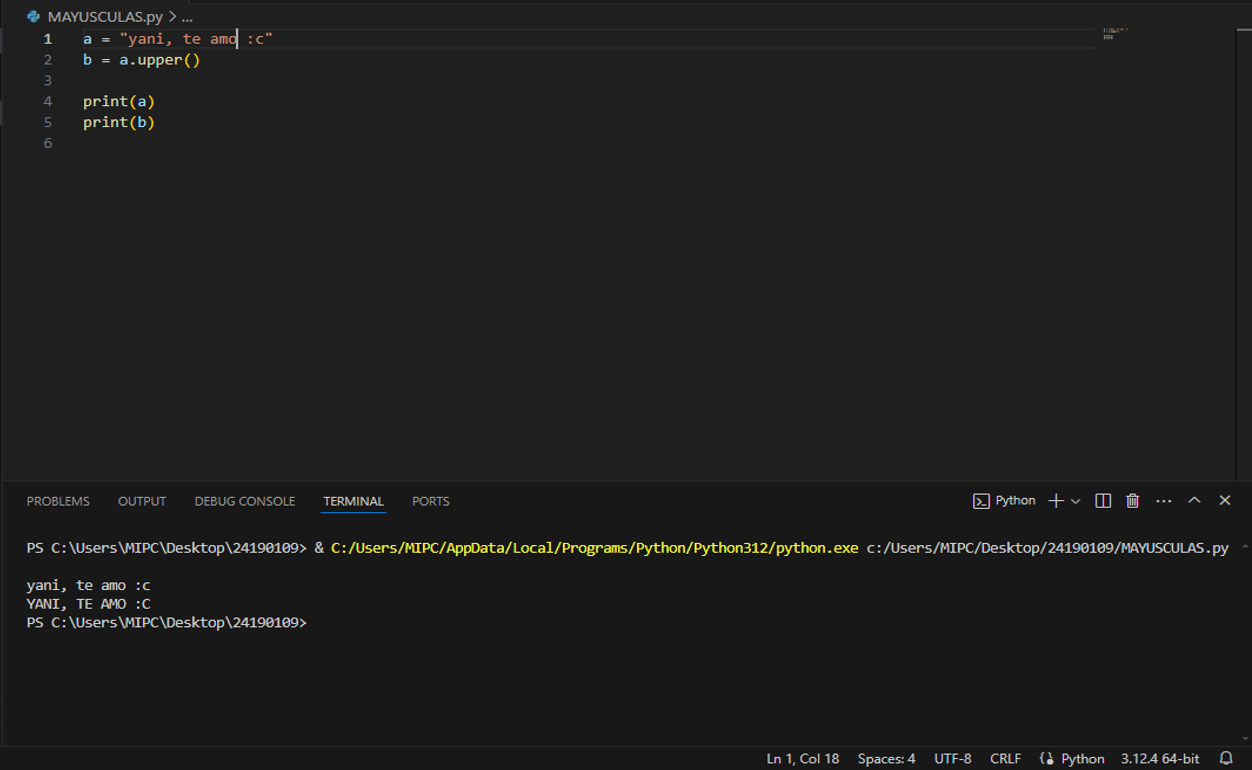 MAYUSCULAS.py > ...
1 a = "yani, te amo :c"
2 b = a.upper()
3
4 print(a)
5 print(b)
6
PROBLEMS OUTPUT DEBUG CONSOLE TERMINAL PORTS Python
PS C:\Users\MIPC\Desktop\24190109> & C:/Users/MIPC/AppData/Local/Programs/Python/Python312/python.exe c:/Users/MIPC/Desktop/24190109/MAYUSCULAS.py
yani, te amo :c
YANI, TE AMO :C
PS C:\Users\MIPC\Desktop\24190109>
Ln 1, Col 18 Spaces: 4 UTF-8 CRLF Python 3.12.4 64-bit